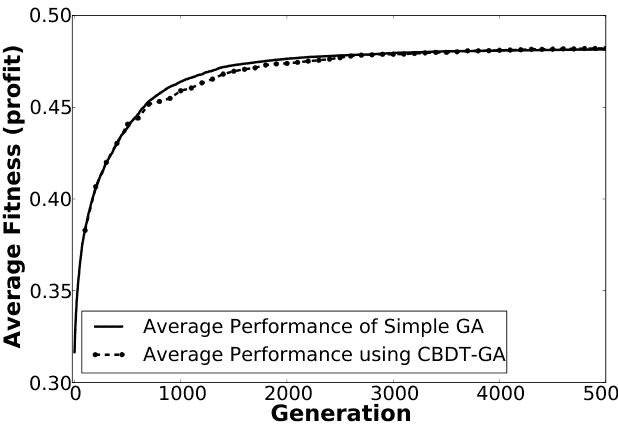 0.50
0.45
0.40
0.35
0.30
Average Fitness (profit)
Average Performance of Simple GA
Average Performance using CBDT-GA
0 1000 2000 3000 4000 500
Generation